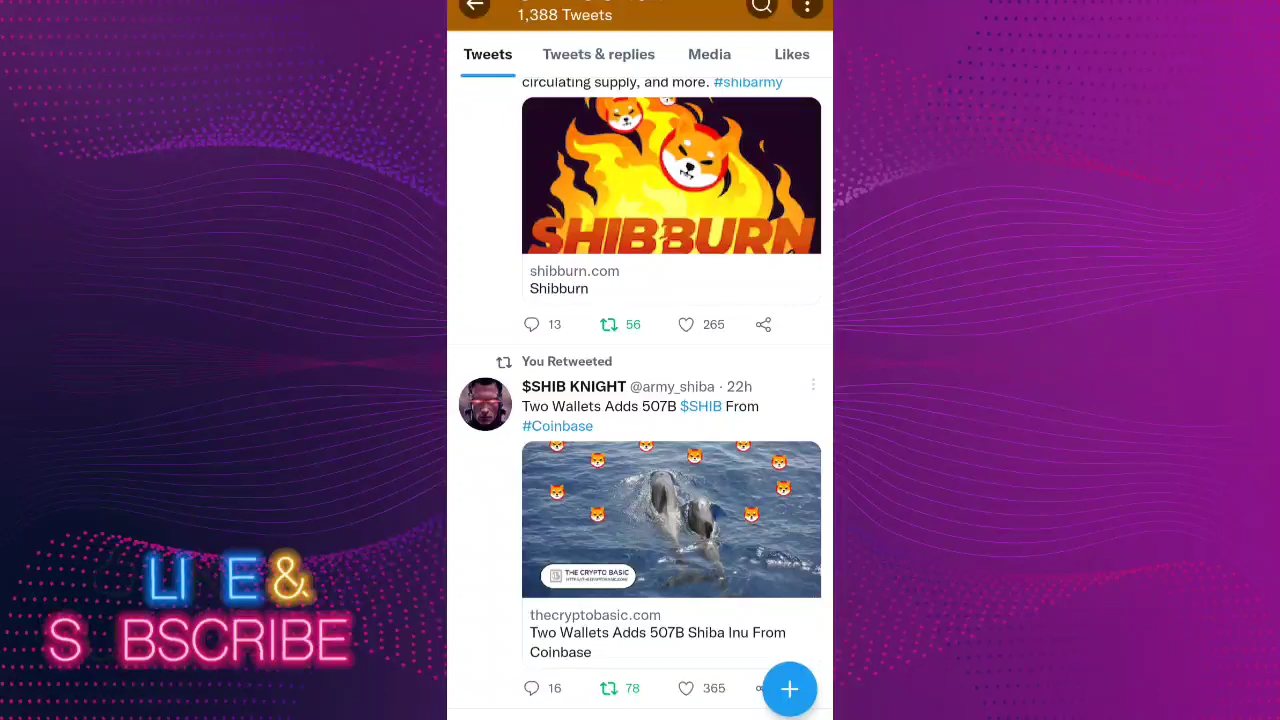 1,388 Tweets
Tweets Tweets & replies Media Likes
circulating supply, and more. #shibarmy
SHIBBURN
shibburn.com
Shibburn
13 56 265
You Retweeted
$SHIB KNIGHT @army_shiba · 22h
Two Wallets Adds 507B $SHIB From
#Coinbase
THE CRYPTO BASIC
thecryptobasic.com
Two Wallets Adds 507B Shiba Inu From
Coinbase
16 78 365
LI E &
S BSCRIBE